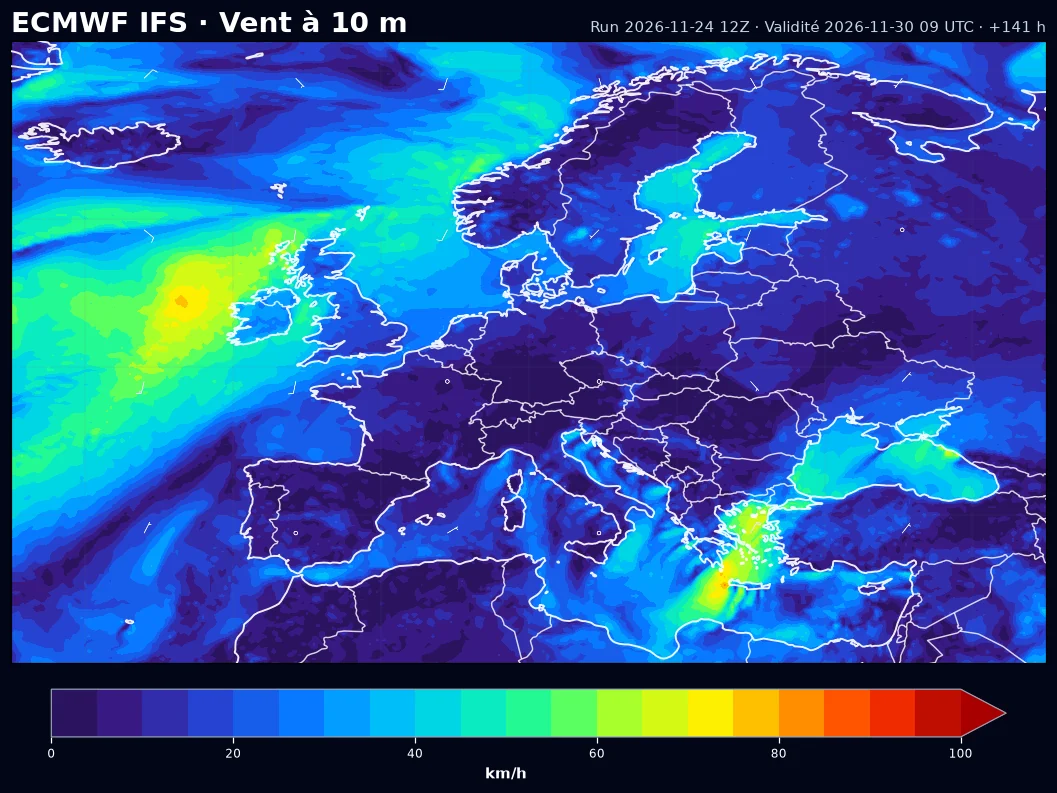 ECMWF IFS · Vent à 10 m
Run 2026-11-24 12Z · Validité 2026-11-30 09 UTC · +141 h
0 20 40 60 80 100
km/h